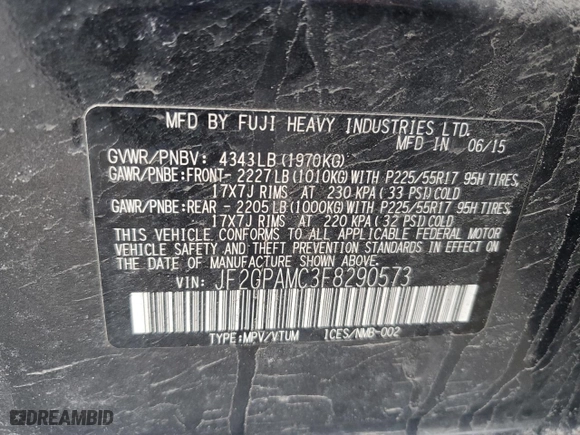 MFD BY FUJI HEAVY INDUSTRIES LTD.
MFD IN 06/15
GVWR/PNBV: 4343LB(1970KG)
GAWR/PNBE:FRONT- 2227LB(1010KG)WITH P225/55R17 95H TIRES,
17X7J RIMS AT 230 KPA(33 PSI)COLD
GAWR/PNBE:REAR - 2205LB(1000KG)WITH P225/55R17 95H TIRES,
17X7J RIMS AT 220 KPA(32 PSI)COLD
THIS VEHICLE CONFORMS TO ALL APPLICABLE FEDERAL MOTOR
VEHICLE SAFETY AND THEFT PREVENTION STANDARDS IN EFFECT ON
THE DATE OF MANUFACTURE SHOWN ABOVE.
VIN: JF2GPAMC3F8290573
TYPE:MPV/VTUM 1CES/NMB-002
DREAMBID